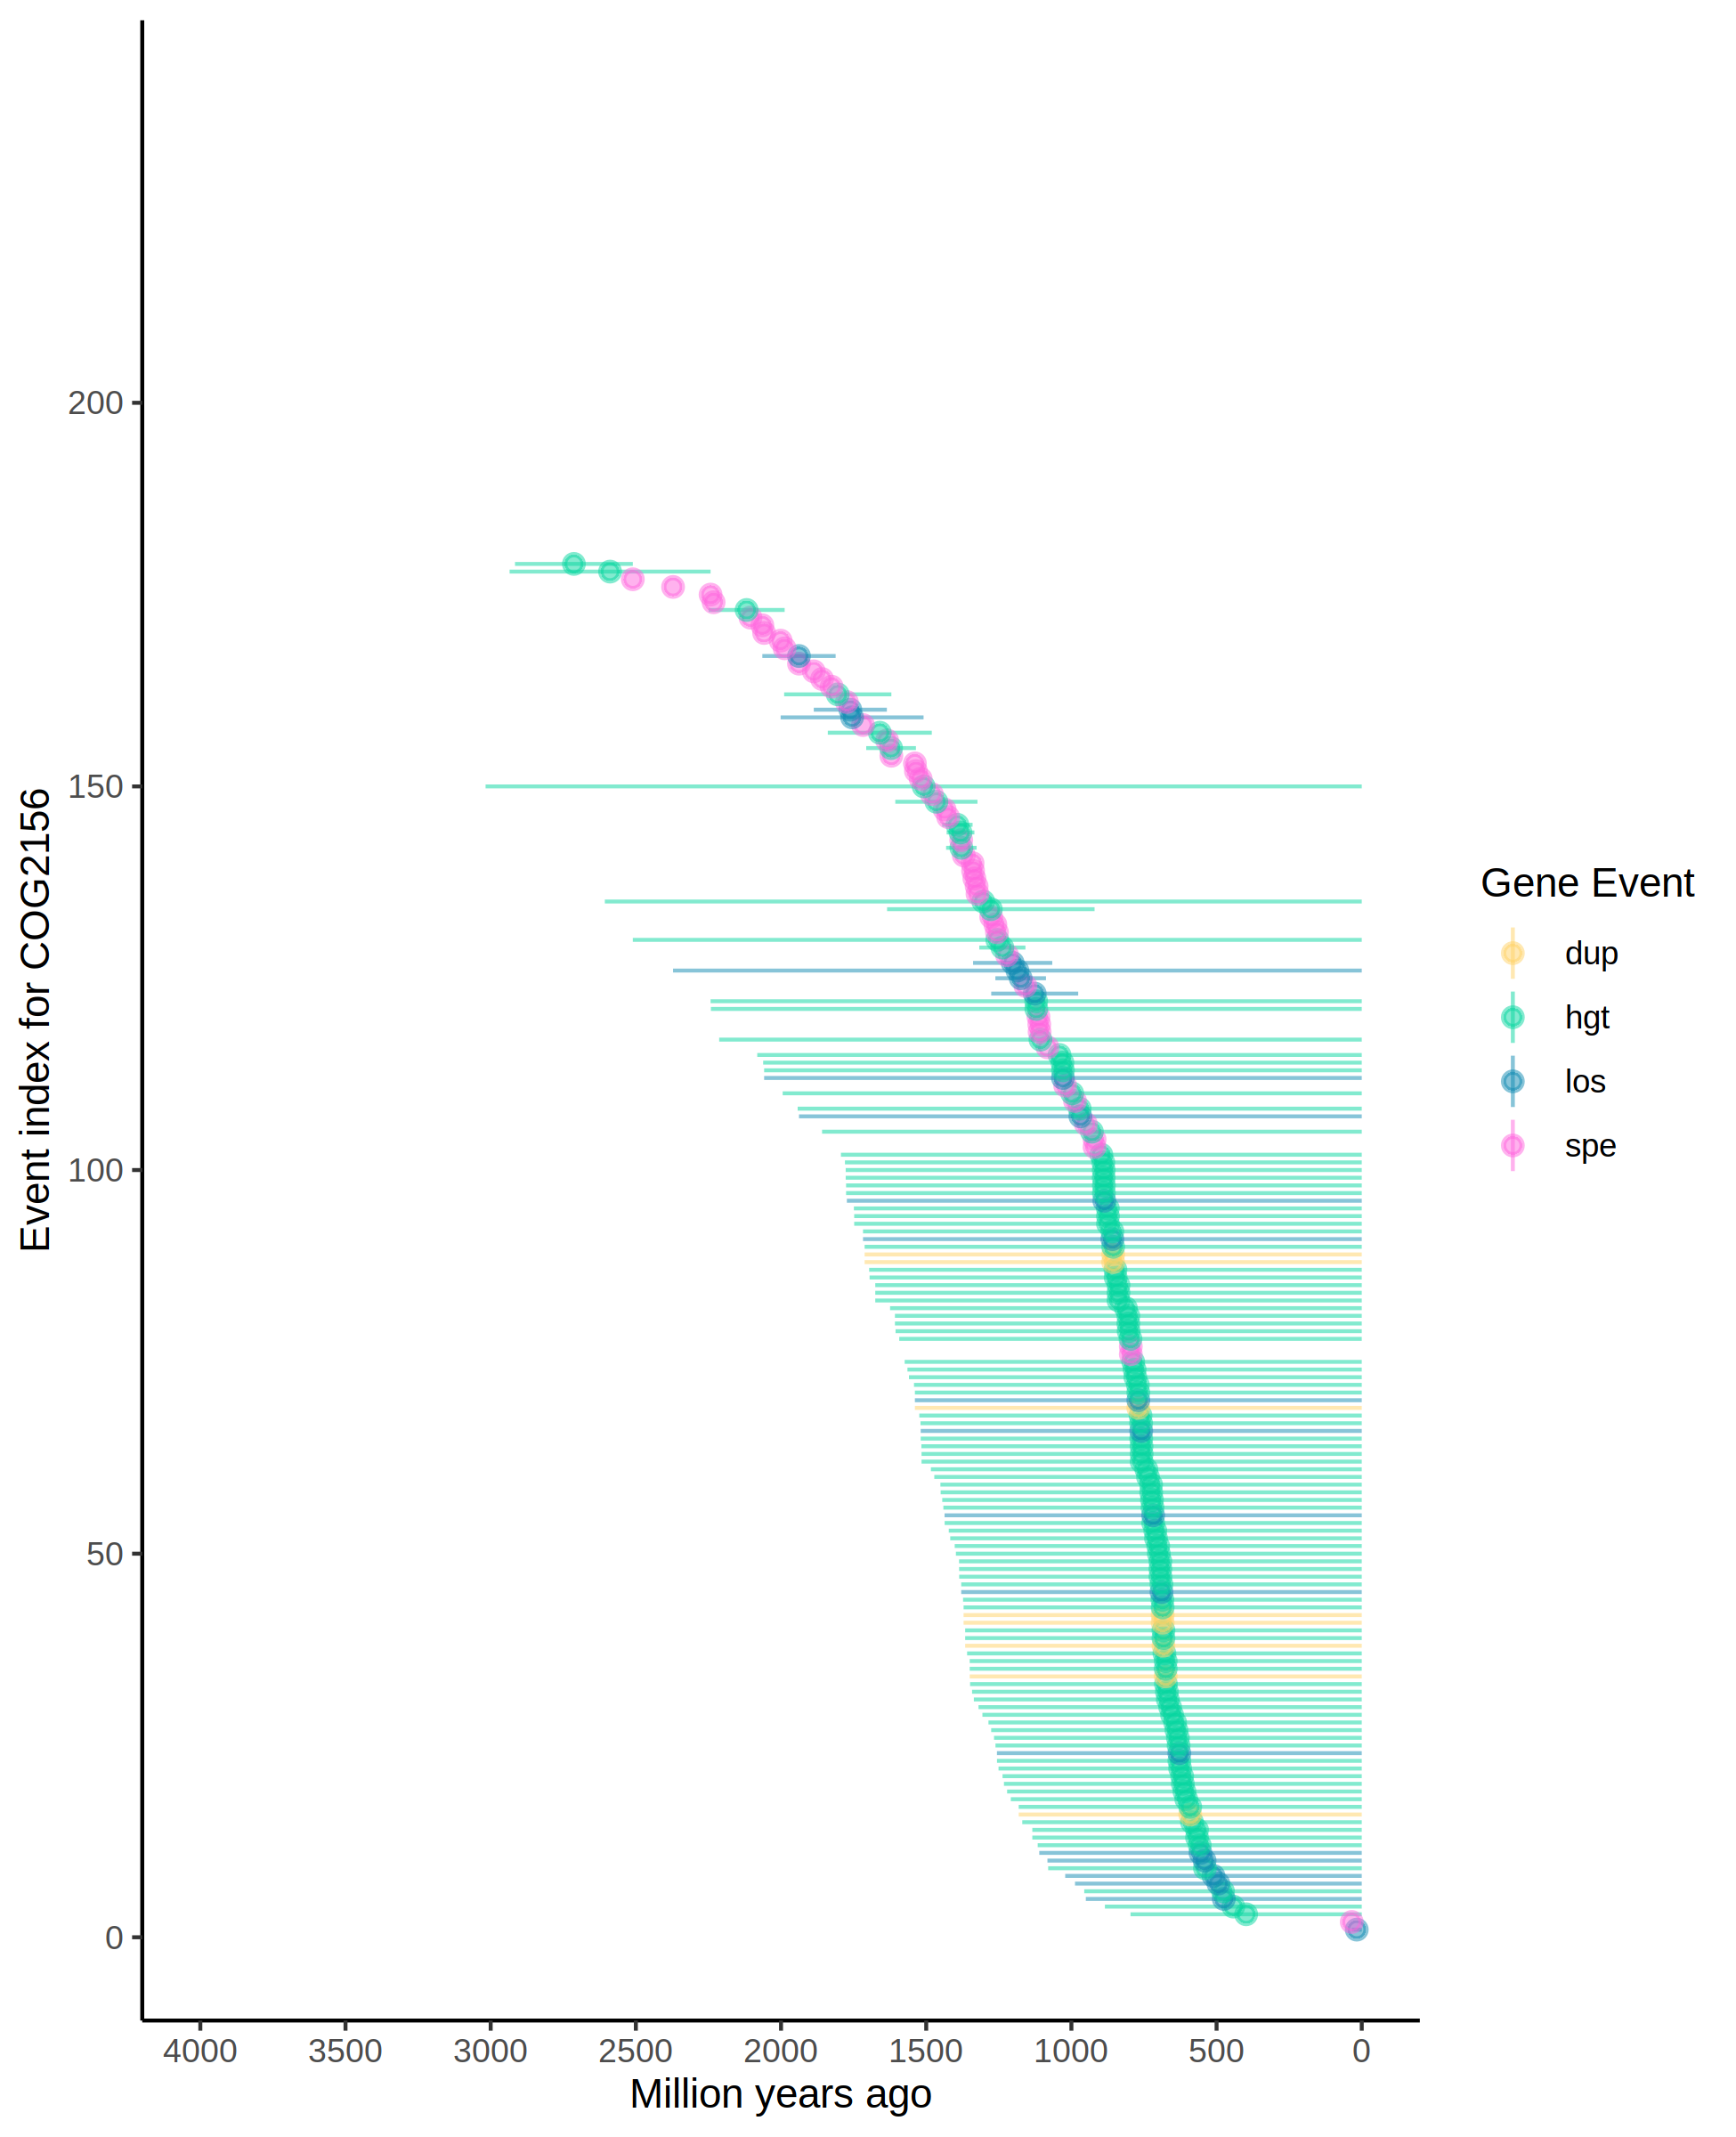 200
150
100
50
0
Event index for COG2156
4000 3500 3000 2500 2000 1500 1000 500 0
Million years ago
Gene Event
dup
hgt
los
spe